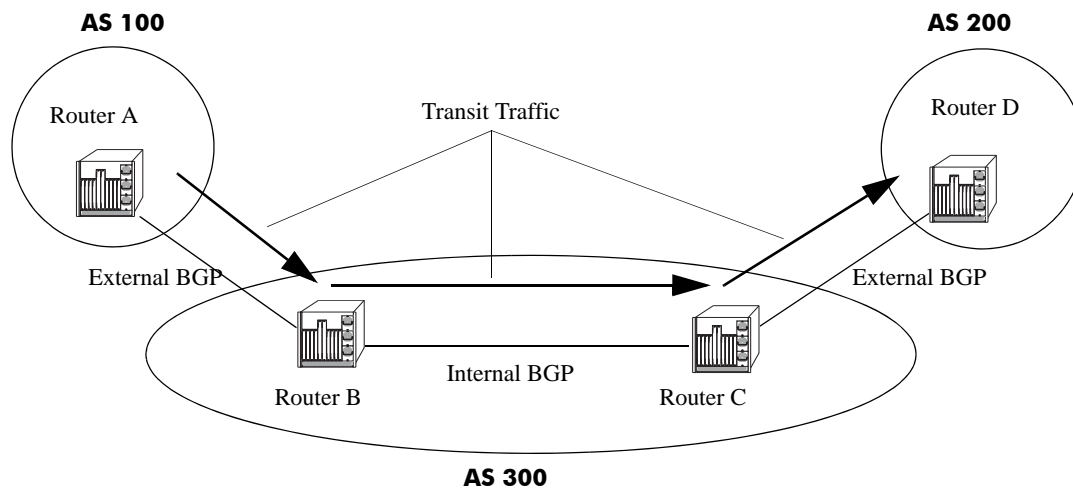 AS 100
AS 200
Router A
Transit Traffic
Router D
External BGP
External BGP
Internal BGP
Router B
Router C
AS 300